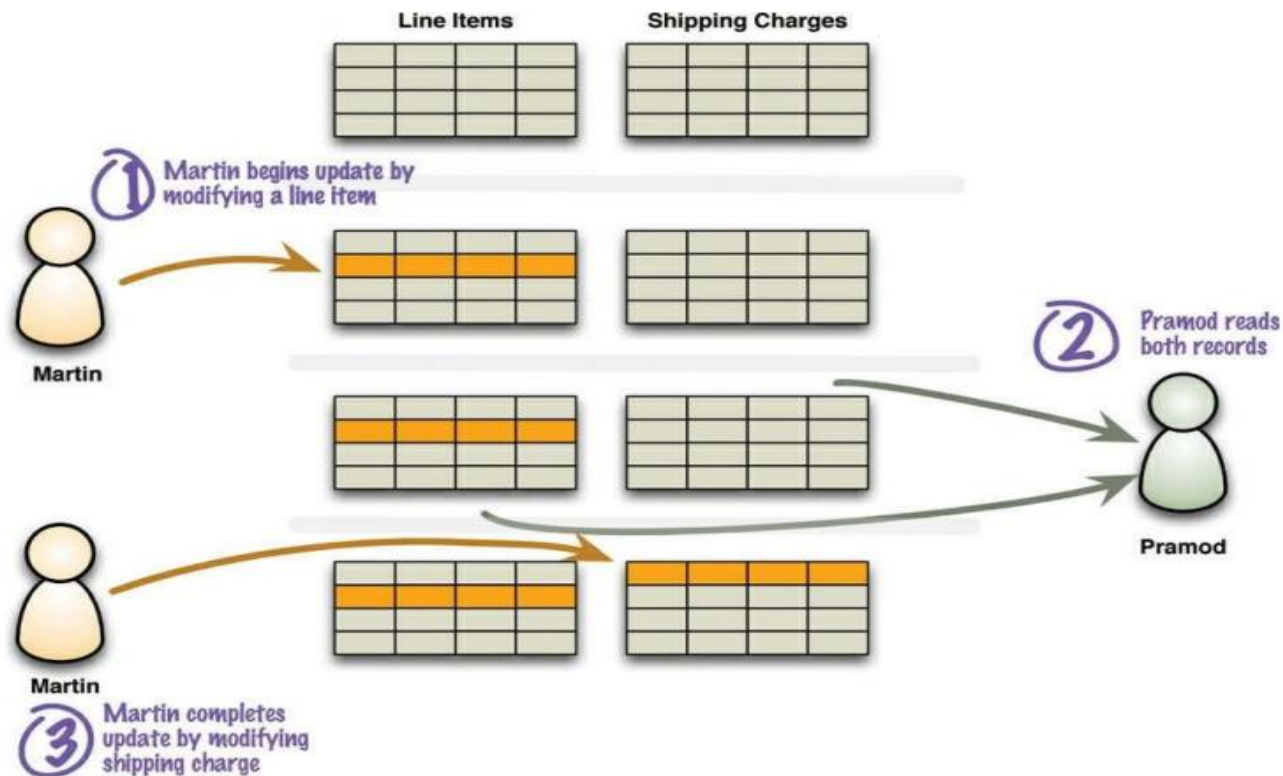 Line Items
Shipping Charges
1
Martin begins update by
modifying a line item
Martin
2
Pramod reads
both records
Pramod
Martin
3
Martin completes
update by modifying
shipping charge